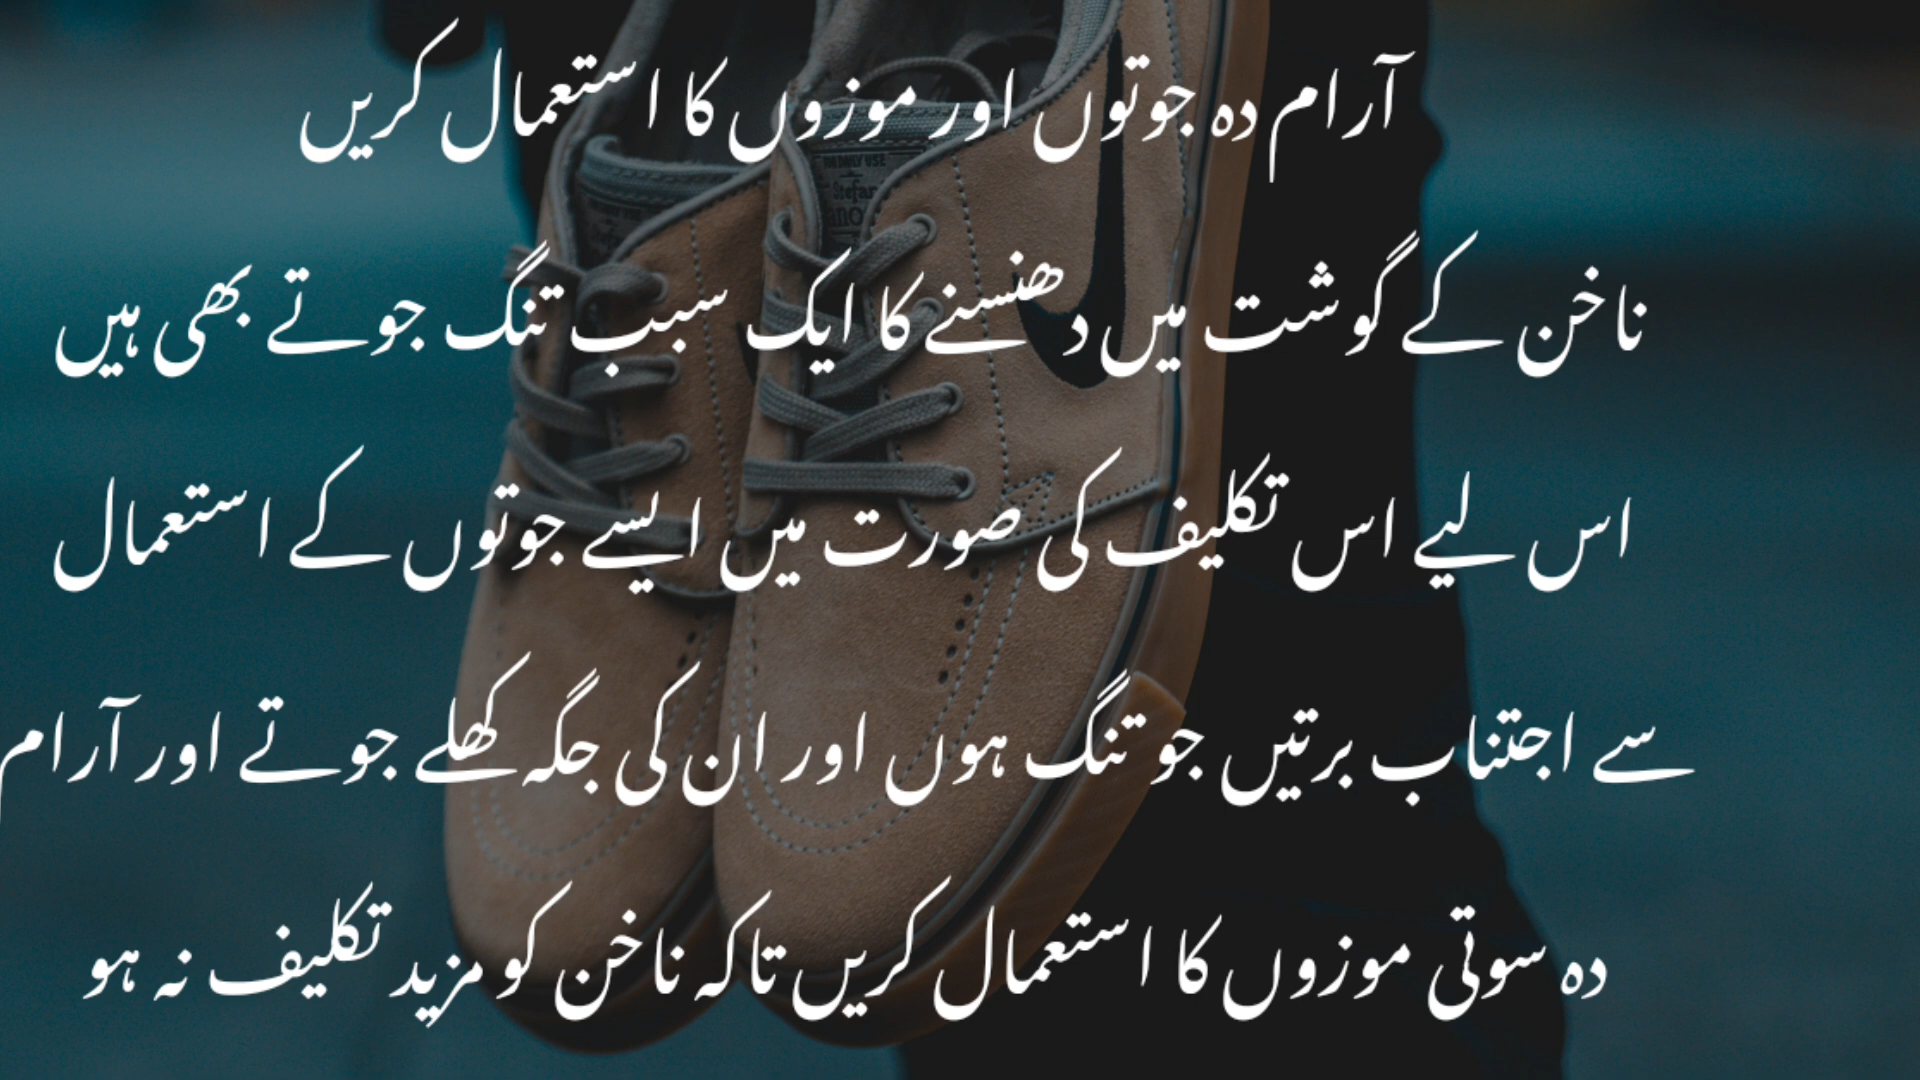 آرام دہ جوتوں اور موزوں کا استعمال کریں
ناخن کے گوشت میں دھنسنے کا ایک سبب تنگ جوتے بھی ہیں
اس لیے اس تکلیف کی صورت میں ایسے جوتوں کے استعمال
سے اجتناب برتیں جو تنگ ہوں اور ان کی جگہ کھلے جوتے اور آرام
دہ سوتی موزوں کا استعمال کریں تاکہ ناخن کو مزید تکلیف نہ ہو